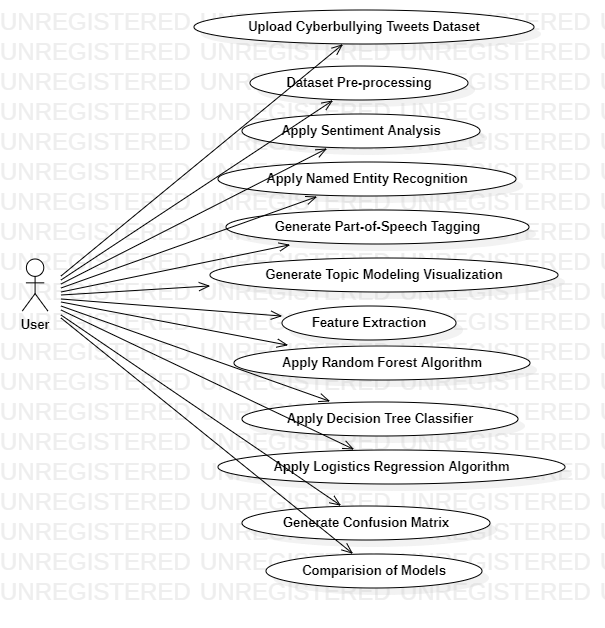 Upload Cyberbullying Tweets Dataset
Dataset Pre-processing
Apply Sentiment Analysis
Apply Named Entity Recognition
Generate Part-of-Speech Tagging
Generate Topic Modeling Visualization
User
Feature Extraction
Apply Random Forest Algorithm
Apply Decision Tree Classifier
Apply Logistics Regression Algorithm
Generate Confusion Matrix
Comparision of Models
UNREGISTERED